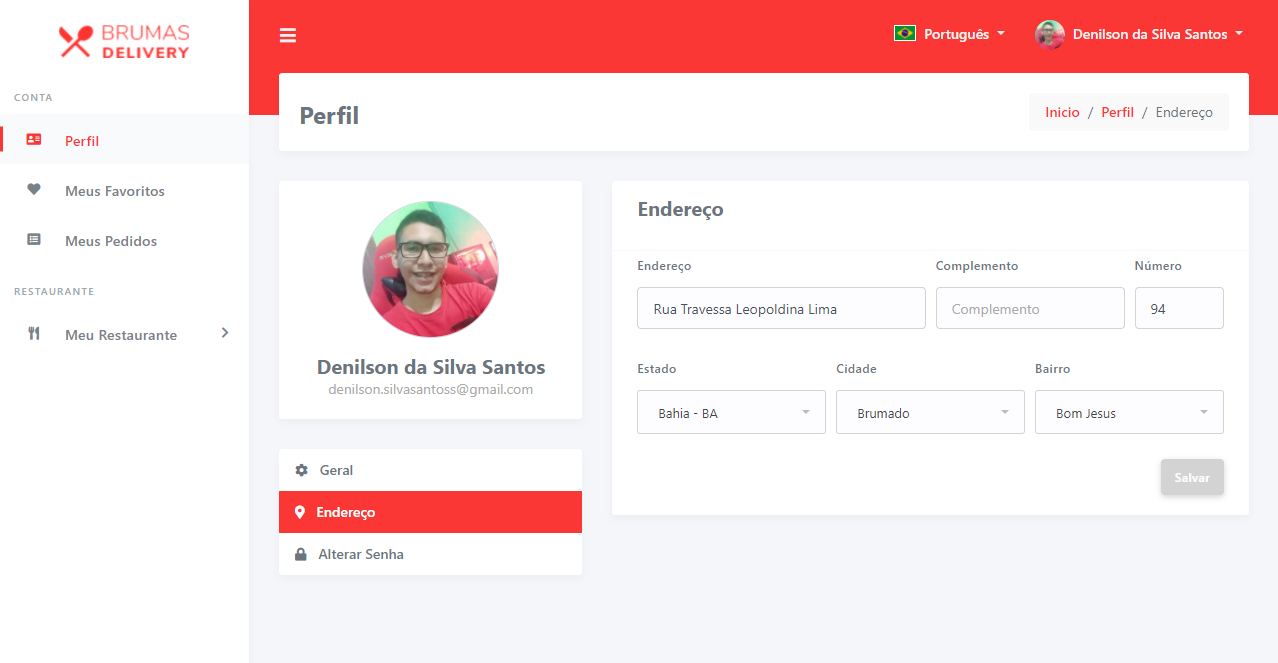 BRUMAS
DELIVERY
Português
Denilson da Silva Santos
CONTA
Perfil
Meus Favoritos
Meus Pedidos
RESTAURANTE
Meu Restaurante
Perfil
Inicio / Perfil / Endereço
Denilson da Silva Santos
denilson.silvasantoss@gmail.com
Geral
Endereço
Alterar Senha
Endereço
Endereço Complemento Número
Rua Travessa Leopoldina Lima Complemento 94
Estado Cidade Bairro
Bahia - BA Brumado Bom Jesus
Salvar